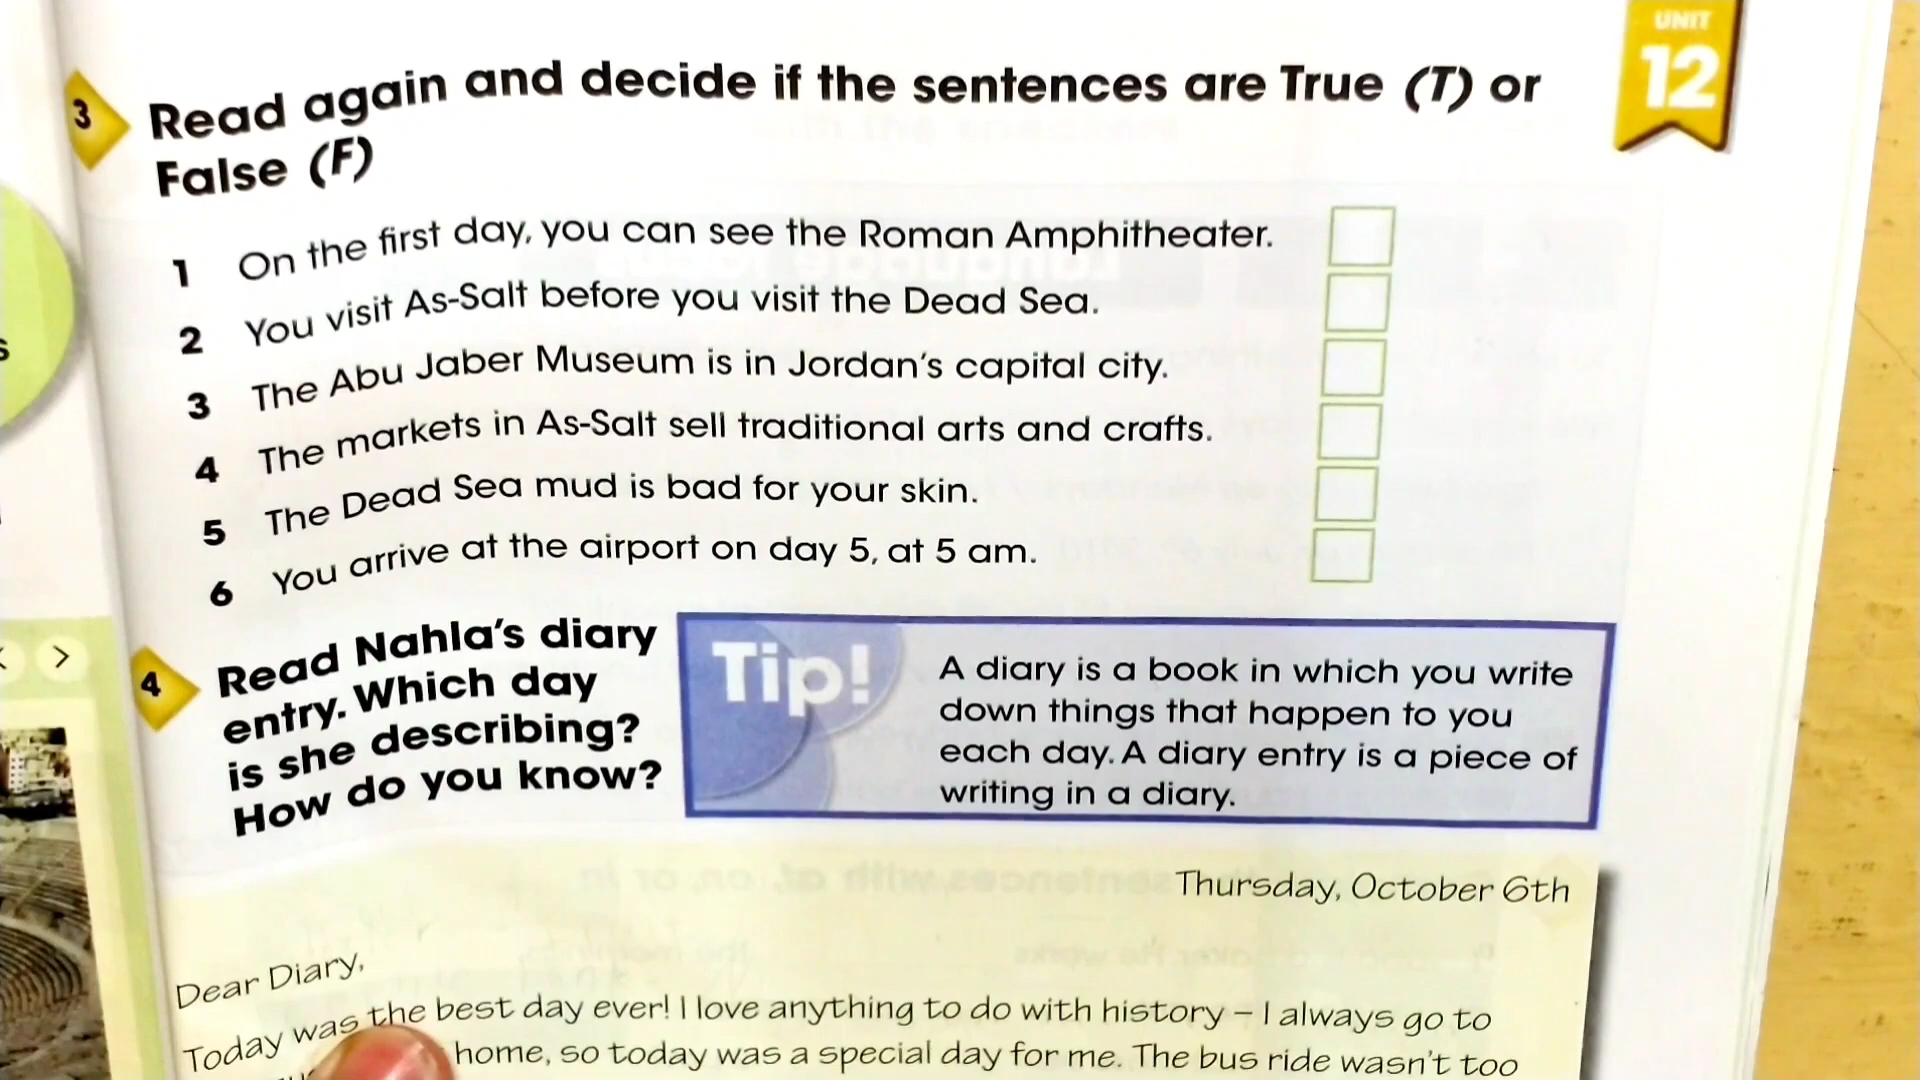 UNIT
12
3
Read again and decide if the sentences are True (T) or
False (F)
1 On the first day, you can see the Roman Amphitheater.
2 You visit As-Salt before you visit the Dead Sea.
3 The Abu Jaber Museum is in Jordan's capital city.
4 The markets in As-Salt sell traditional arts and crafts.
5 The Dead Sea mud is bad for your skin.
6 You arrive at the airport on day 5, at 5 am.
4
Read Nahla's diary
entry. Which day
is she describing?
How do you know?
Tip!
A diary is a book in which you write
down things that happen to you
each day. A diary entry is a piece of
writing in a diary.
Thursday, October 6th
Dear Diary,
Today was the best day ever! I love anything to do with history – I always go to
home, so today was a special day for me. The bus ride wasn't too